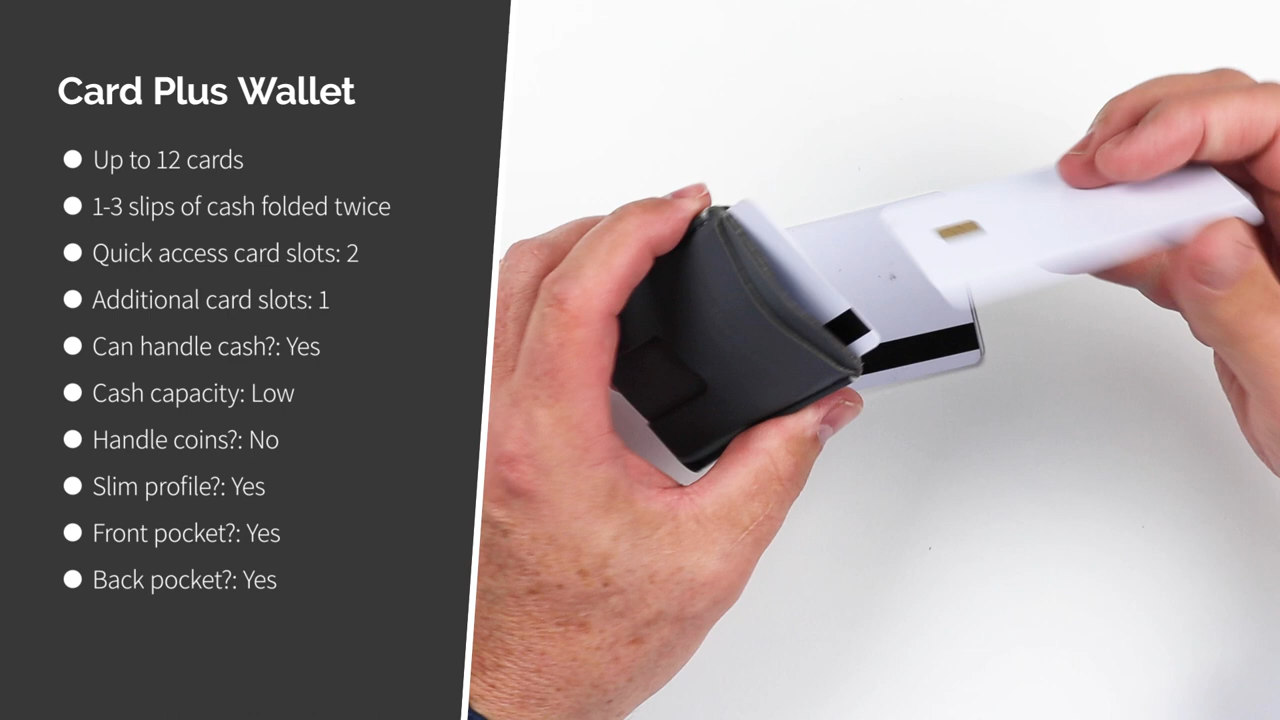 Card Plus Wallet
Up to 12 cards
1-3 slips of cash folded twice
Quick access card slots: 2
Additional card slots: 1
Can handle cash?: Yes
Cash capacity: Low
Handle coins?: No
Slim profile?: Yes
Front pocket?: Yes
Back pocket?: Yes